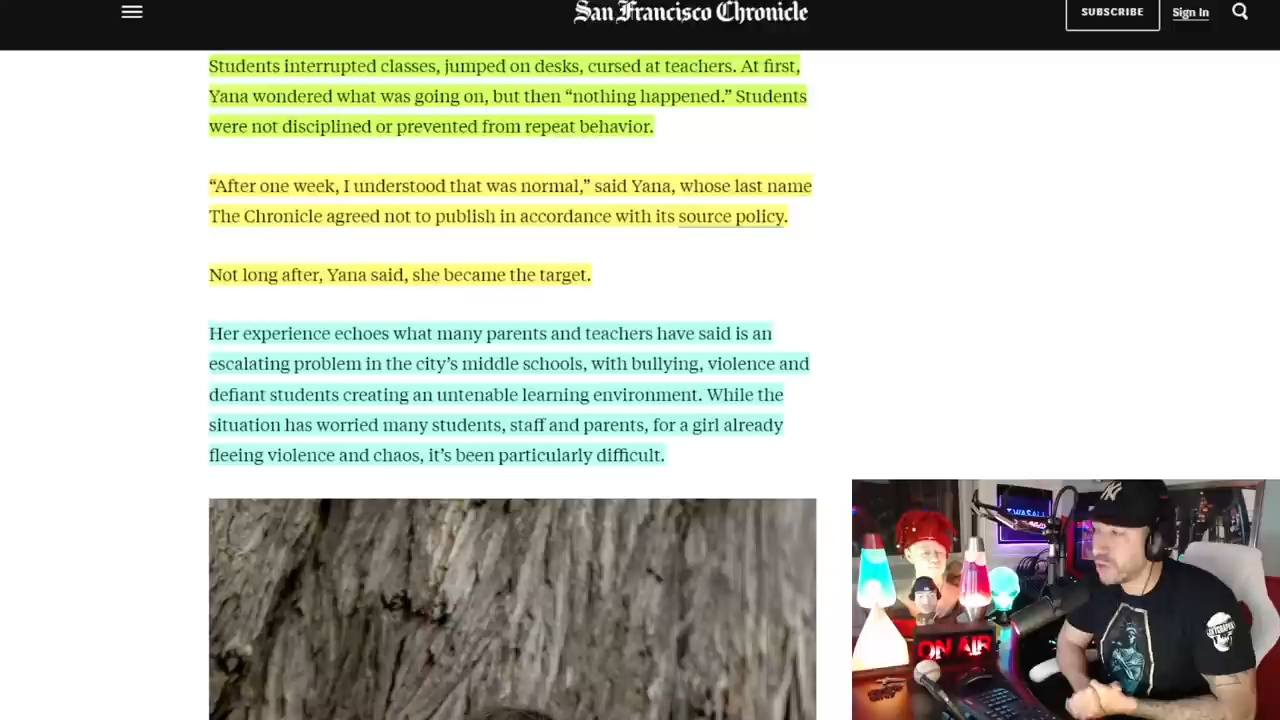 San Francisco Chronicle
SUBSCRIBE
Sign In
Students interrupted classes, jumped on desks, cursed at teachers. At first,
Yana wondered what was going on, but then “nothing happened.” Students
were not disciplined or prevented from repeat behavior.
“After one week, I understood that was normal,” said Yana, whose last name
The Chronicle agreed not to publish in accordance with its source policy.
Not long after, Yana said, she became the target.
Her experience echoes what many parents and teachers have said is an
escalating problem in the city’s middle schools, with bullying, violence and
defiant students creating an untenable learning environment. While the
situation has worried many students, staff and parents, for a girl already
fleeing violence and chaos, it’s been particularly difficult.
ON AIR